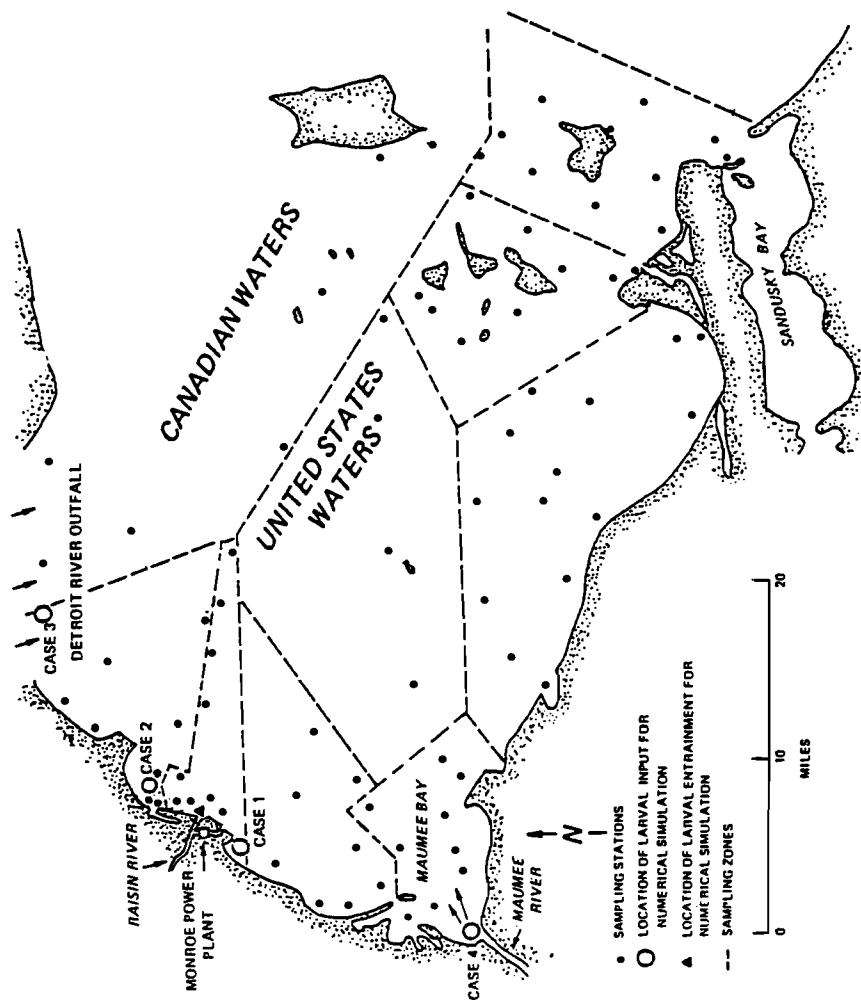 CANADIAN WATERS
UNITED STATES
WATERS
DETROIT RIVER OUTFALL
CASE 3
CASE 2
RAISIN RIVER
MONROE POWER
PLANT
CASE 1
MAUMEE BAY
CASE 4
MAUMEE
RIVER
SANDUSKY BAY
N
SAMPLING STATIONS
LOCATION OF LARVAL INPUT FOR
NUMERICAL SIMULATION
LOCATION OF LARVAL ENTRAINMENT FOR
NUMERICAL SIMULATION
SAMPLING ZONES
0 10 20
MILES